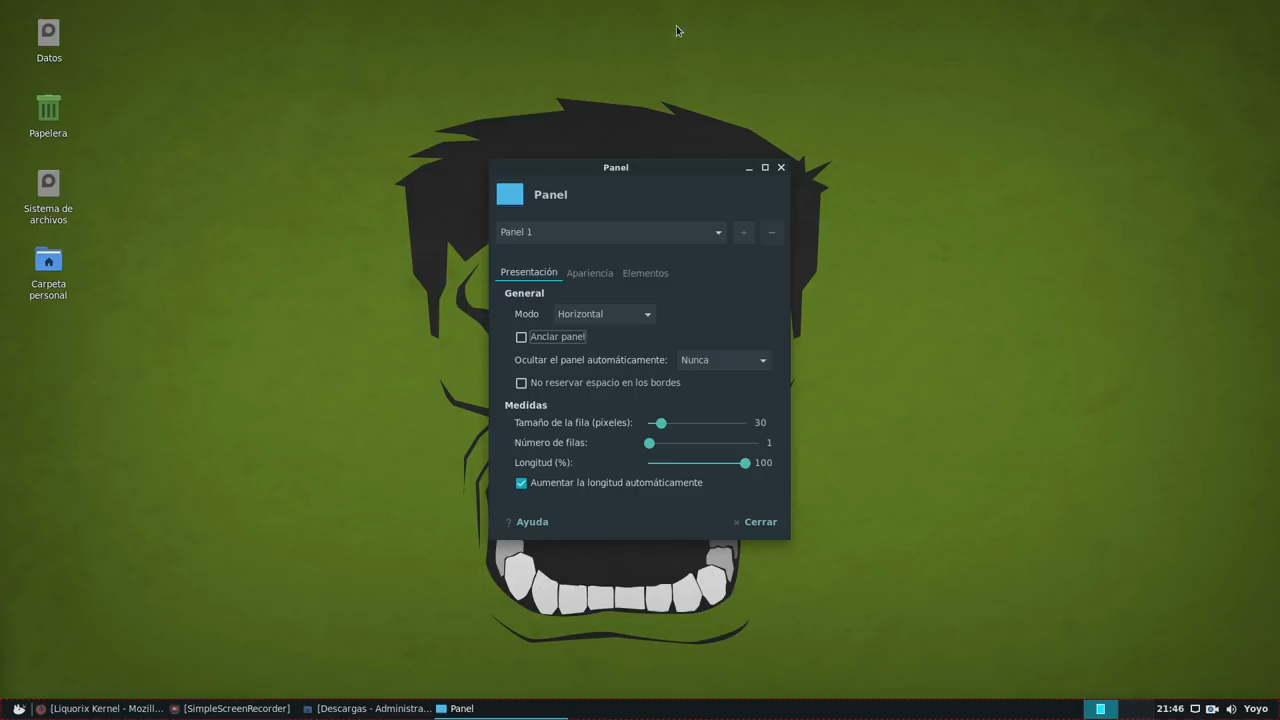 Datos
Papelera
Sistema de
archivos
Carpeta
personal
Panel
Panel
Panel 1
+
−
Presentación Apariencia Elementos
General
Modo Horizontal
Anclar panel
Ocultar el panel automáticamente: Nunca
No reservar espacio en los bordes
Medidas
Tamaño de la fila (píxeles): 30
Número de filas: 1
Longitud (%): 100
Aumentar la longitud automáticamente
? Ayuda
Cerrar
[Liquorix Kernel - Mozill... [SimpleScreenRecorder] [Descargas - Administra... Panel 21:46 Yoyo